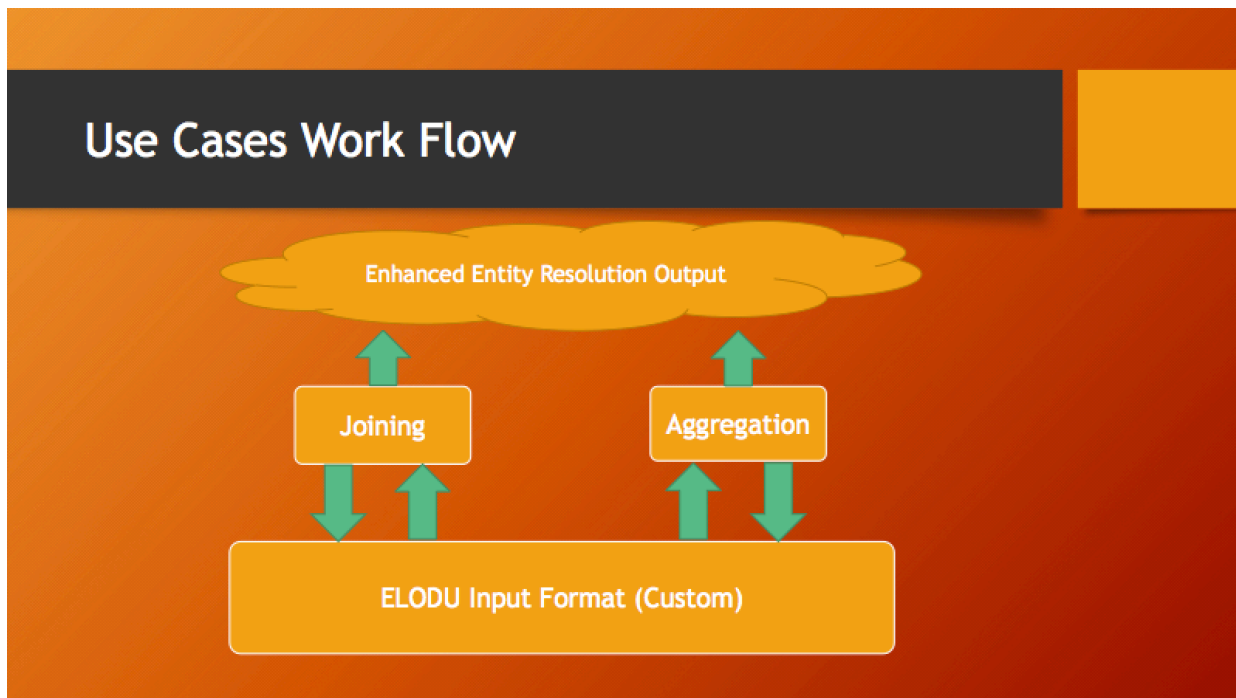 Use Cases Work Flow
Enhanced Entity Resolution Output
Joining
Aggregation
ELODU Input Format (Custom)